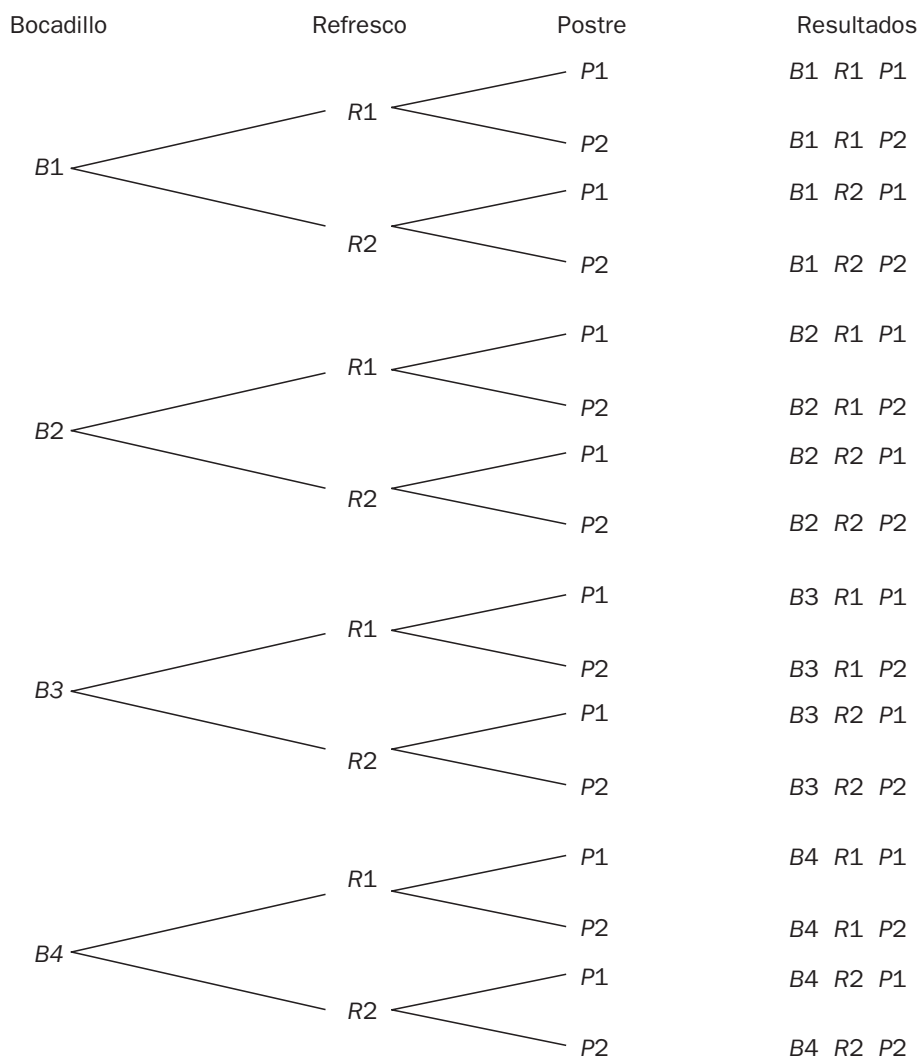 Bocadillo Refresco Postre Resultados
P1 B1 R1 P1
R1
P2 B1 R1 P2
B1
P1 B1 R2 P1
R2
P2 B1 R2 P2
P1 B2 R1 P1
R1
P2 B2 R1 P2
B2
P1 B2 R2 P1
R2
P2 B2 R2 P2
P1 B3 R1 P1
R1
P2 B3 R1 P2
B3
P1 B3 R2 P1
R2
P2 B3 R2 P2
P1 B4 R1 P1
R1
P2 B4 R1 P2
B4
P1 B4 R2 P1
R2
P2 B4 R2 P2